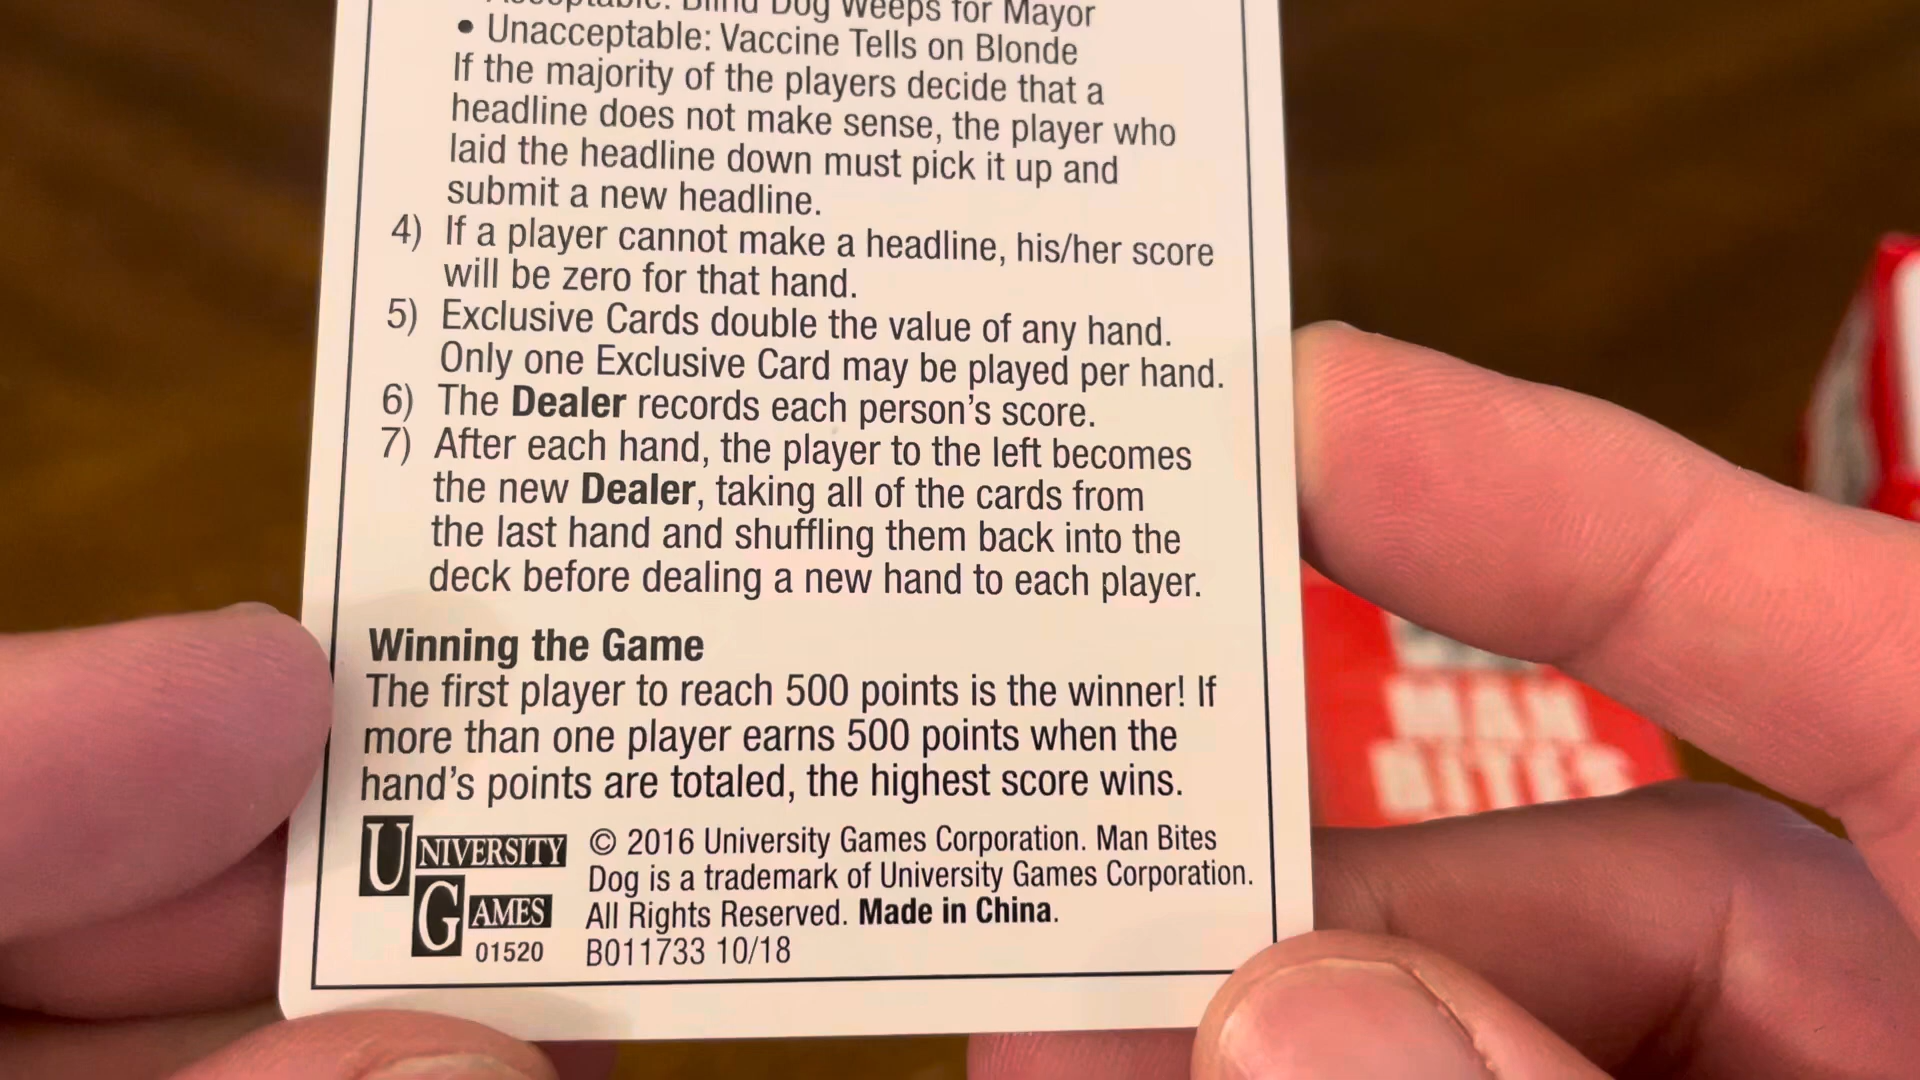 Acceptable: Blind Dog Weeps for Mayor
• Unacceptable: Vaccine Tells on Blonde
If the majority of the players decide that a
headline does not make sense, the player who
laid the headline down must pick it up and
submit a new headline.
4) If a player cannot make a headline, his/her score
will be zero for that hand.
5) Exclusive Cards double the value of any hand.
Only one Exclusive Card may be played per hand.
6) The Dealer records each person's score.
7) After each hand, the player to the left becomes
the new Dealer, taking all of the cards from
the last hand and shuffling them back into the
deck before dealing a new hand to each player.
Winning the Game
The first player to reach 500 points is the winner! If
more than one player earns 500 points when the
hand's points are totaled, the highest score wins.
UNIVERSITY
GAMES
01520
© 2016 University Games Corporation. Man Bites
Dog is a trademark of University Games Corporation.
All Rights Reserved. Made in China.
B011733 10/18
MAN
BITES